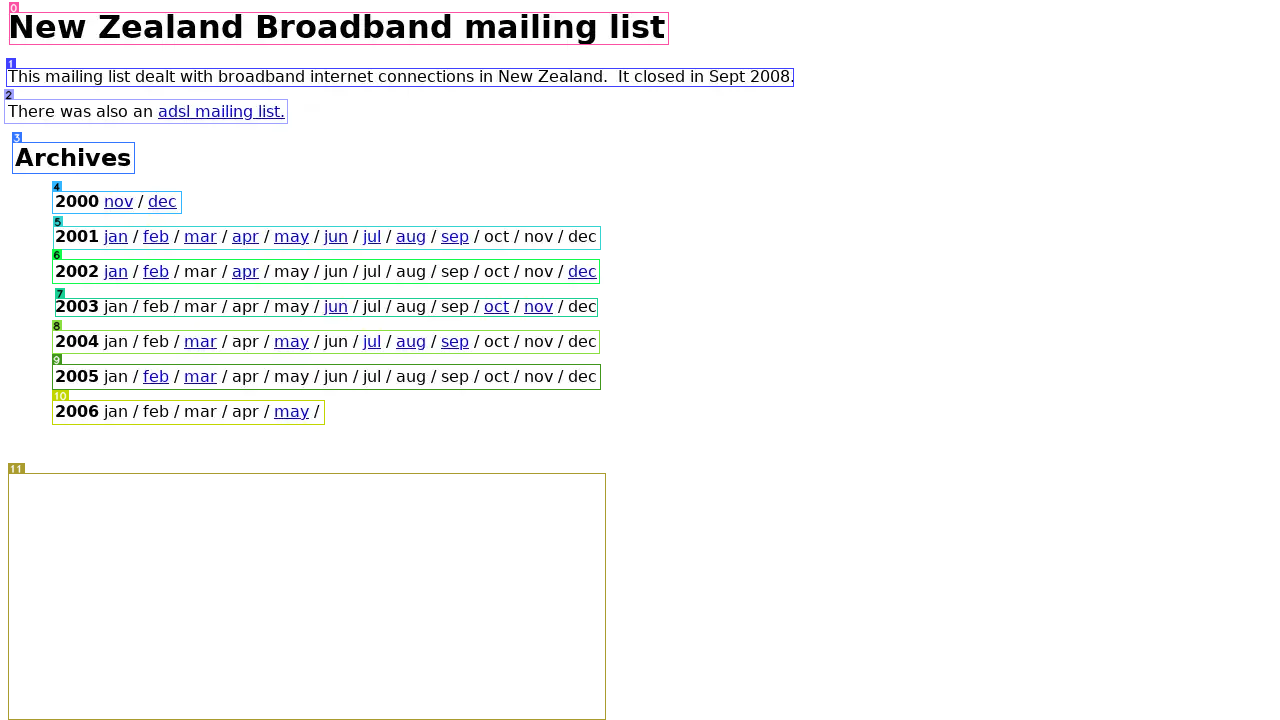 New Zealand Broadband mailing list
This mailing list dealt with broadband internet connections in New Zealand.  It closed in Sept 2008.
There was also an adsl mailing list.
Archives
2000 nov / dec
2001 jan / feb / mar / apr / may / jun / jul / aug / sep / oct / nov / dec
2002 jan / feb / mar / apr / may / jun / jul / aug / sep / oct / nov / dec
2003 jan / feb / mar / apr / may / jun / jul / aug / sep / oct / nov / dec
2004 jan / feb / mar / apr / may / jun / jul / aug / sep / oct / nov / dec
2005 jan / feb / mar / apr / may / jun / jul / aug / sep / oct / nov / dec
2006 jan / feb / mar / apr / may /